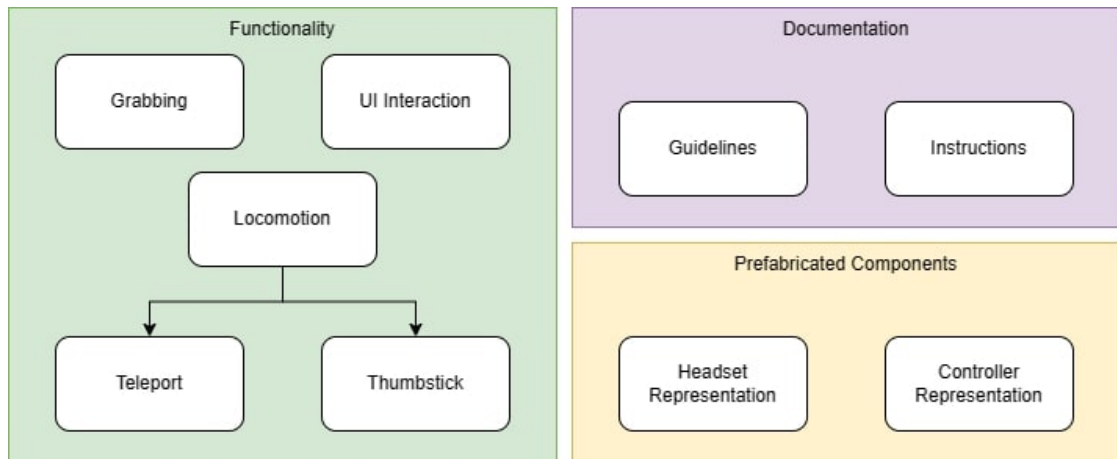 Functionality
Grabbing
UI Interaction
Locomotion
Teleport
Thumbstick
Documentation
Guidelines
Instructions
Prefabricated Components
Headset
Representation
Controller
Representation